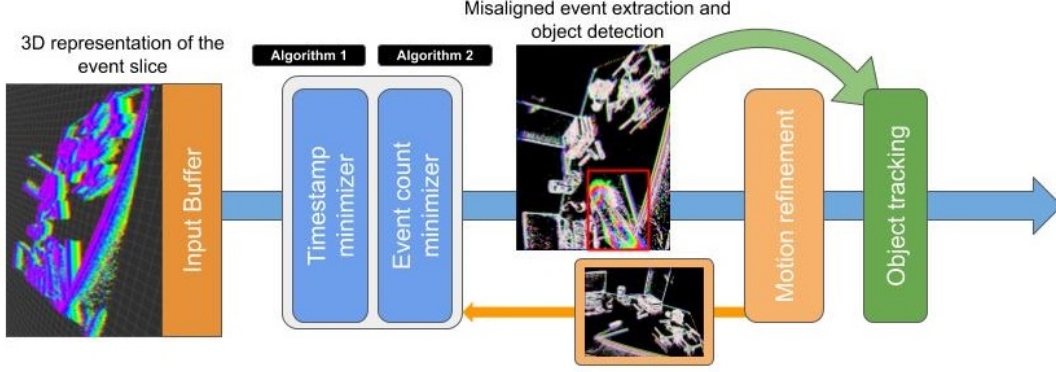 Misaligned event extraction and
object detection
3D representation of the
event slice
Algorithm 1
Algorithm 2
Input Buffer
Timestamp
minimizer
Event count
minimizer
Motion refinement
Object tracking